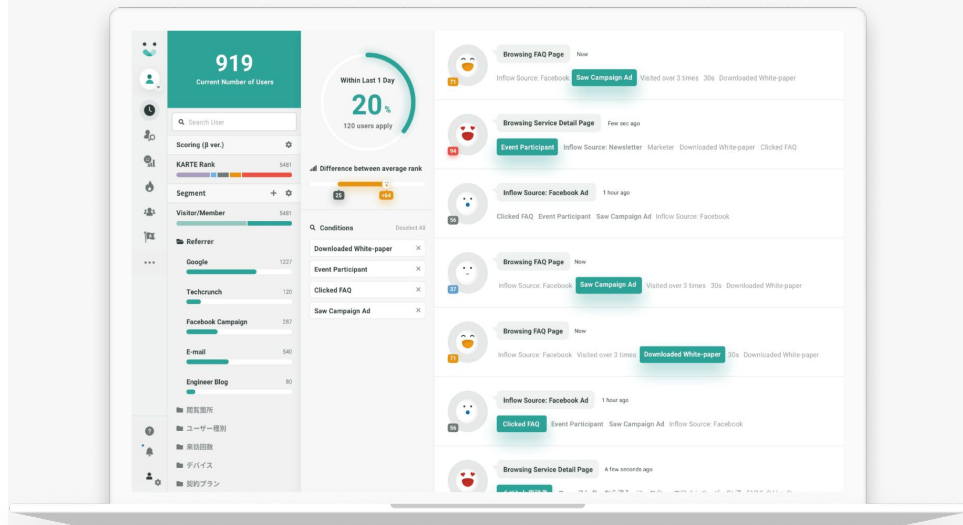 919
Current Number of Users
Search User
Scoring (β ver.)
KARTE Rank 5481
Segment +
Visitor/Member 5481
Referrer
Google 1227
Techcrunch 120
Facebook Campaign 287
E-mail 540
Engineer Blog 80
閲覧箇所
ユーザー種別
来訪回数
デバイス
契約プラン
Within Last 1 Day
20%
120 users apply
Difference between average rank
25 +64
Conditions Deselect All
Downloaded White-paper ×
Event Participant ×
Clicked FAQ ×
Saw Campaign Ad ×
Browsing FAQ Page Now
71 Inflow Source: Facebook Saw Campaign Ad Visited over 3 times 30s Downloaded White-paper
Browsing Service Detail Page Few sec ago
94 Event Participant Inflow Source: Newsletter Marketer Downloaded White-paper Clicked FAQ
Inflow Source: Facebook Ad 1 hour ago
56 Clicked FAQ Event Participant Saw Campaign Ad Inflow Source: Facebook
Browsing FAQ Page Now
37 Inflow Source: Facebook Saw Campaign Ad Visited over 3 times 30s Downloaded White-paper
Browsing FAQ Page Now
71 Inflow Source: Facebook Visited over 3 times Downloaded White-paper 30s Downloaded White-paper
Inflow Source: Facebook Ad 1 hour ago
56 Clicked FAQ Event Participant Saw Campaign Ad Inflow Source: Facebook
Browsing Service Detail Page A few seconds ago